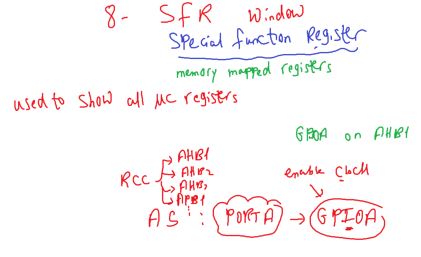 8- SFR Window
Special function Register
memory mapped registers
used to show all µC registers
GPIOA on AHB1
enable Clock
RCC
AHB1
AHB2
AHB3
APB1
AS : PORTA → GPIOA